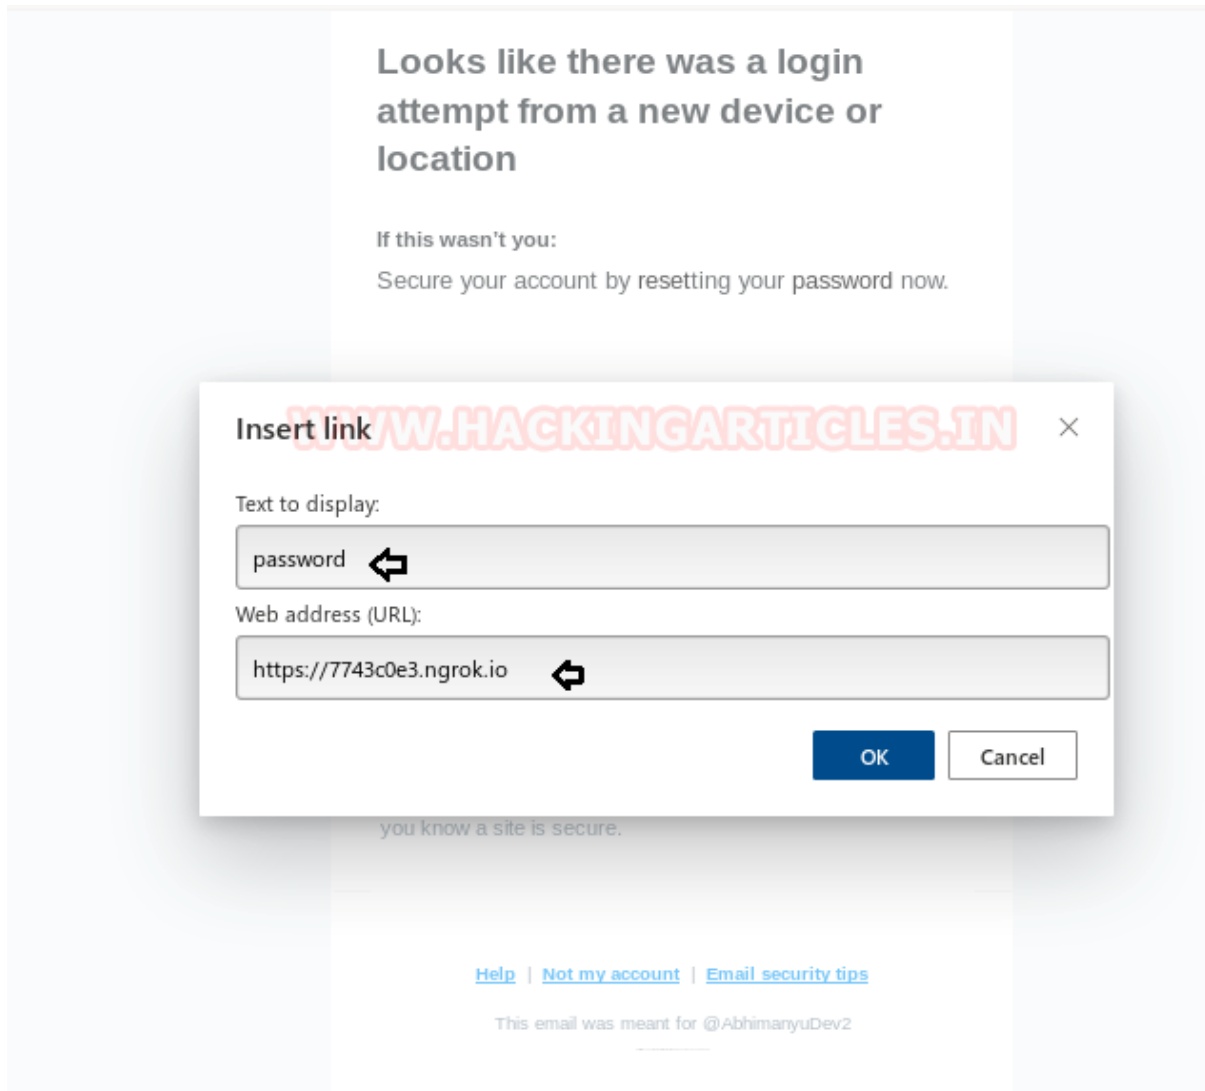 Looks like there was a login
attempt from a new device or
location
If this wasn't you:
Secure your account by resetting your password now.
WWW.HACKINGARTICLES.IN
Insert link
Text to display:
password
Web address (URL):
https://7743c0e3.ngrok.io
OK
Cancel
you know a site is secure.
Help | Not my account | Email security tips
This email was meant for @AbhimanyuDev2